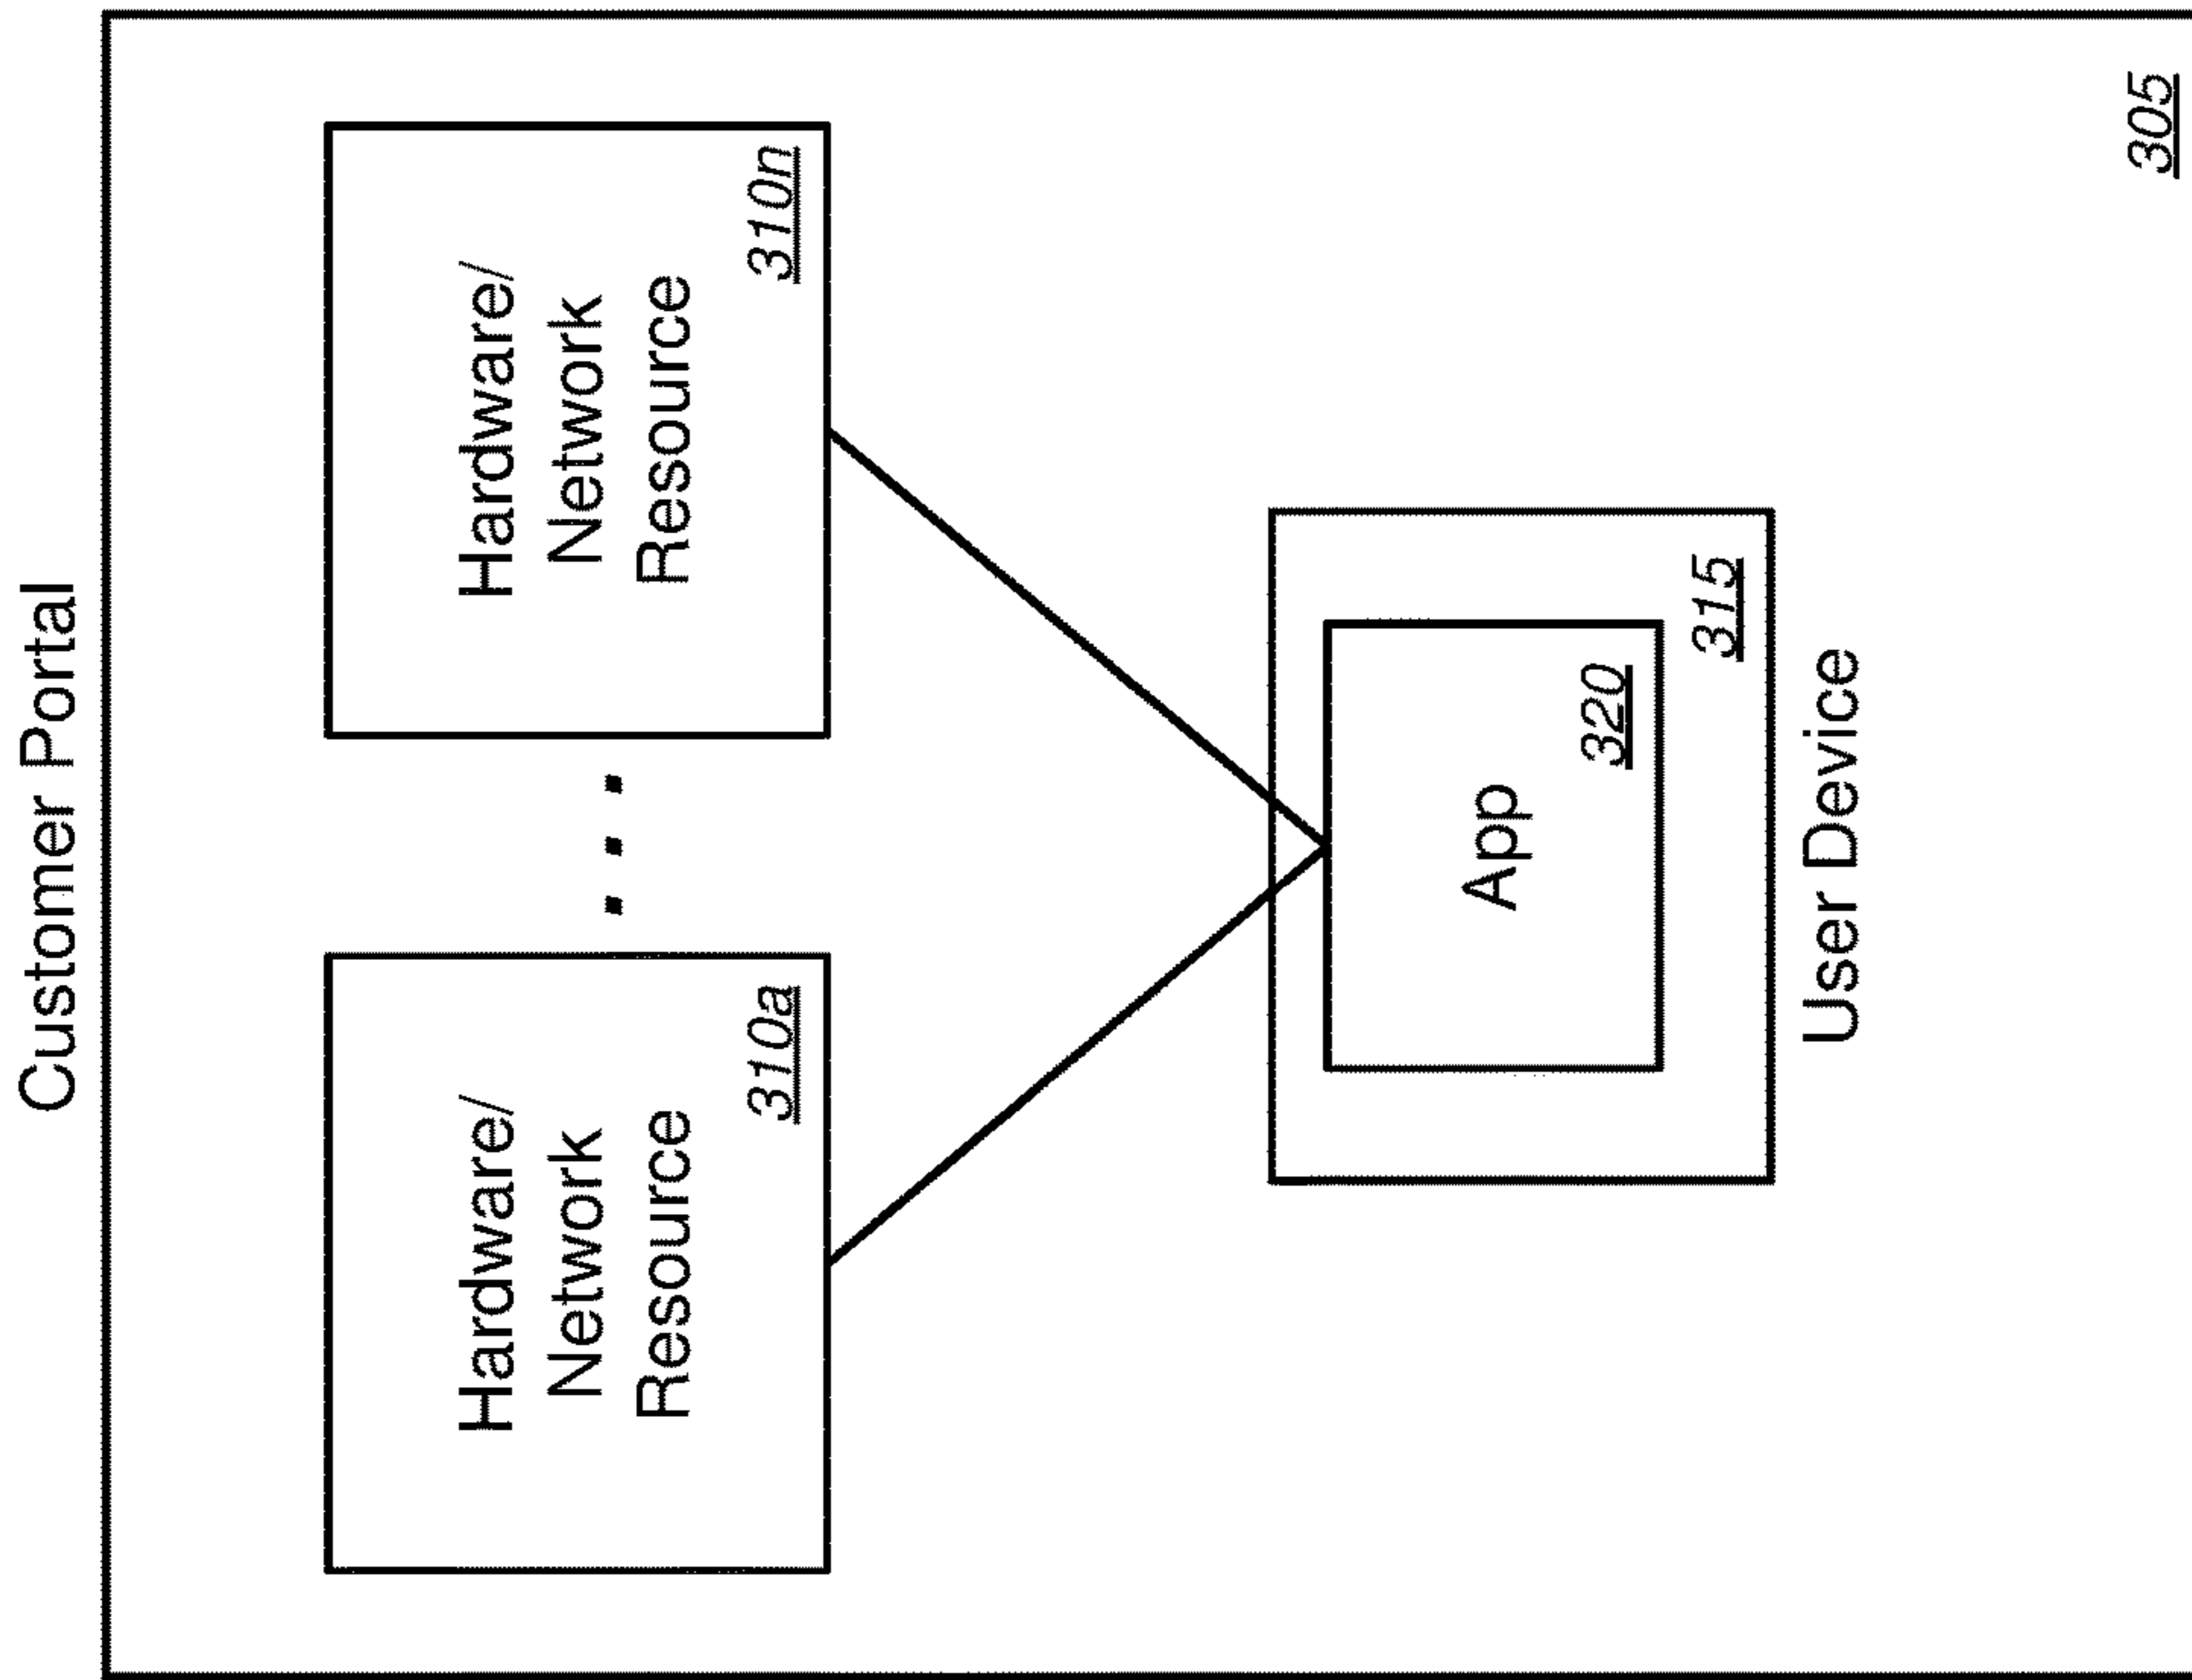 Customer Portal
Hardware/
Network
Resource
310a
Hardware/
Network
Resource
310n
App
320
315
User Device
305